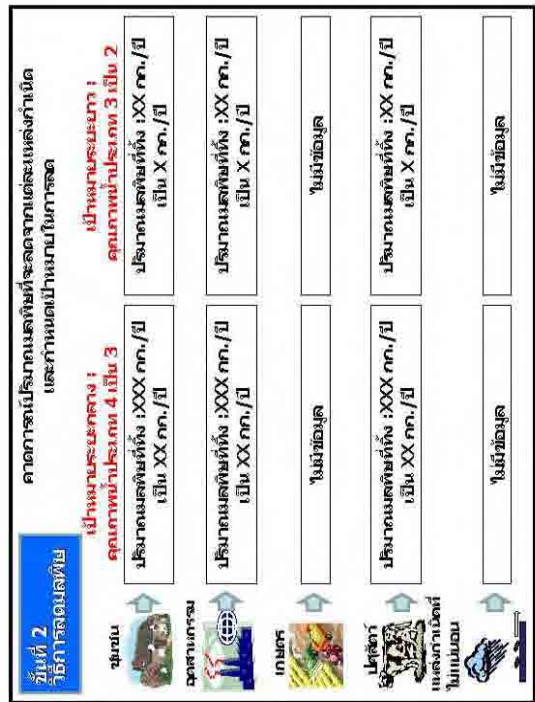 ขั้นที่ 2
วิธีการลดมลพิษ
คาดการณ์ปริมาณมลพิษที่จะลดจากแต่ละแหล่งกำเนิด
และกำหนดเป้าหมายในการลด
เป้าหมายระยะกลาง :
คุณภาพน้ำประเภท 4 เป็น 3
เป้าหมายระยะยาว :
คุณภาพน้ำประเภท 3 เป็น 2
ชุมชน
ปริมาณมลพิษที่ทิ้ง :XXX กก./ปี
เป็น XX กก./ปี
ปริมาณมลพิษที่ทิ้ง :XX กก./ปี
เป็น X กก./ปี
อุตสาหกรรม
ปริมาณมลพิษที่ทิ้ง :XXX กก./ปี
เป็น XX กก./ปี
ปริมาณมลพิษที่ทิ้ง :XX กก./ปี
เป็น X กก./ปี
เกษตร
ไม่มีข้อมูล
ไม่มีข้อมูล
ปศุสัตว์
ปริมาณมลพิษที่ทิ้ง :XXX กก./ปี
เป็น XX กก./ปี
ปริมาณมลพิษที่ทิ้ง :XX กก./ปี
เป็น X กก./ปี
แหล่งกำเนิดที่
ไม่แน่นอน
ไม่มีข้อมูล
ไม่มีข้อมูล